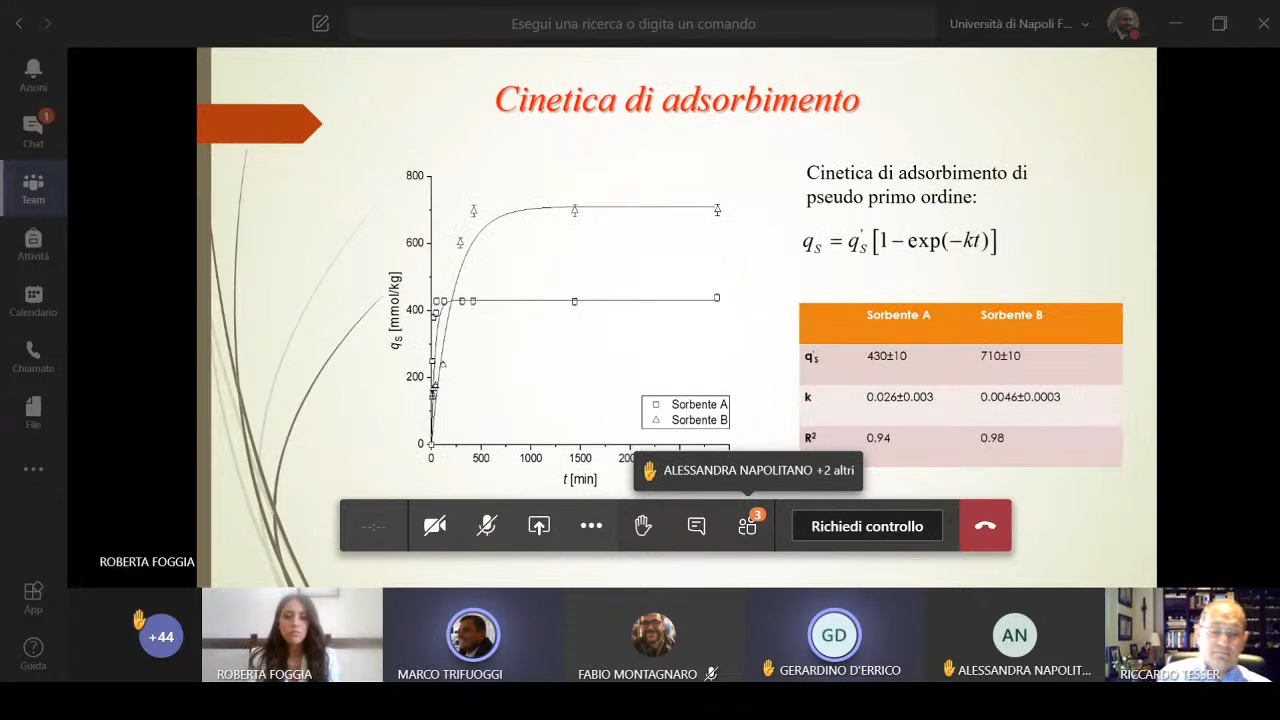 Esegui una ricerca o digita un comando
Università di Napoli F...
Azioni
1
Chat
Team
Attività
Calendario
Chiamate
File
App
Guida
Cinetica di adsorbimento
800
600
400
200
0
qS [mmol/kg]
0 500 1000 1500
t [min]
Sorbente A
Sorbente B
Cinetica di adsorbimento di
pseudo primo ordine:
qS = q'S [1 − exp(−kt)]
Sorbente A Sorbente B
q'S 430±10 710±10
k 0.026±0.003 0.0046±0.0003
R² 0.94 0.98
ALESSANDRA NAPOLITANO +2 altri
--:--
3
Richiedi controllo
ROBERTA FOGGIA
+44
ROBERTA FOGGIA
MARCO TRIFUOGGI
FABIO MONTAGNARO
GD
GERARDINO D'ERRICO
AN
ALESSANDRA NAPOLIT...
RICCARDO TESSER